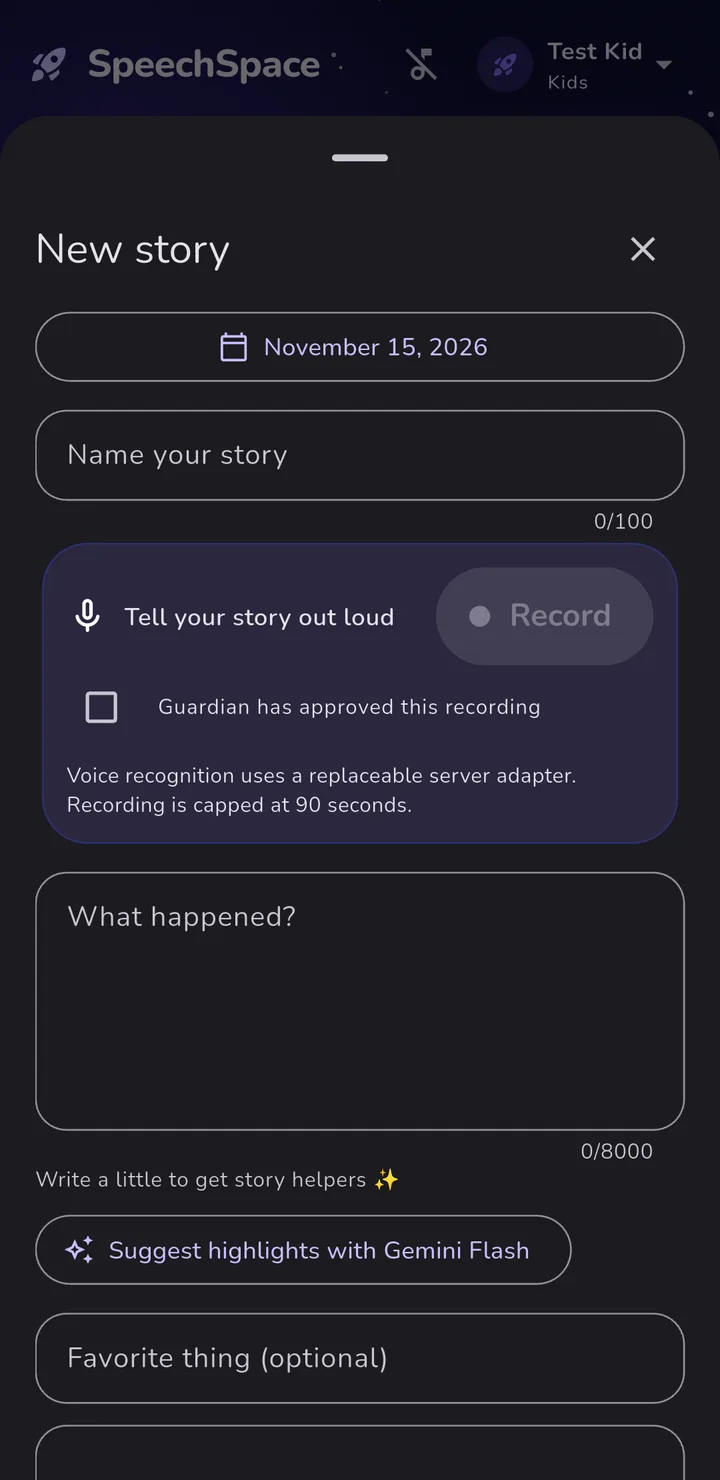 SpeechSpace
Test Kid
Kids
New story
November 15, 2026
Name your story
0/100
Tell your story out loud
Record
Guardian has approved this recording
Voice recognition uses a replaceable server adapter.
Recording is capped at 90 seconds.
What happened?
0/8000
Write a little to get story helpers ✨
Suggest highlights with Gemini Flash
Favorite thing (optional)